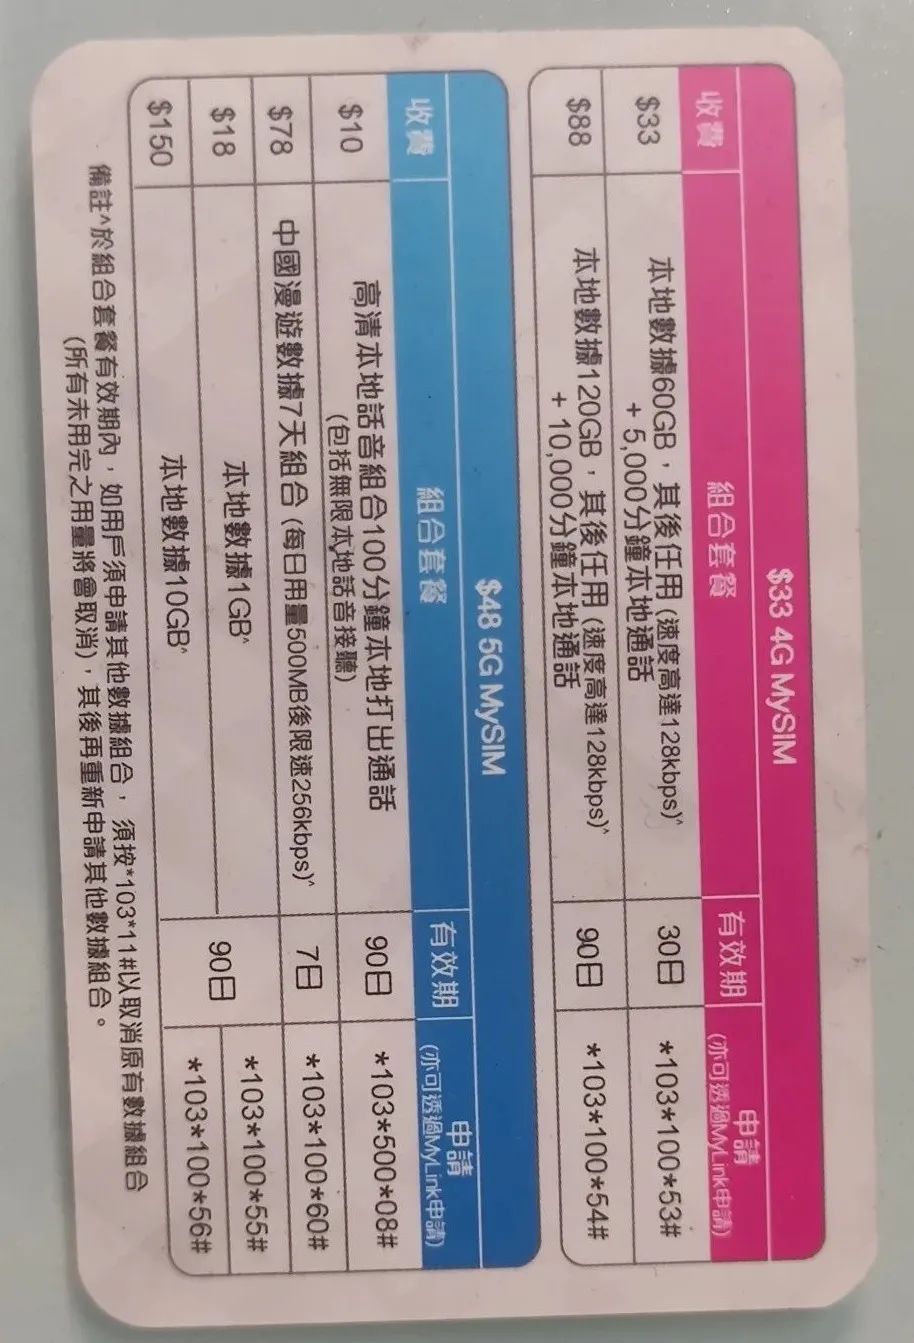 $33 4G MySIM
收費 組合套餐 有效期 申請
(亦可透過MyLink申請)
$33 本地數據60GB，其後任用 (速度高達128kbps)^
+ 5,000分鐘本地通話 30日 *103*100*53#
$88 本地數據120GB，其後任用 (速度高達128kbps)^
+ 10,000分鐘本地通話 90日 *103*100*54#
$48 5G MySIM
收費 組合套餐 有效期 申請
(亦可透過MyLink申請)
$10 高清本地話音組合100分鐘本地打出通話
(包括無限本地話音接聽) 90日 *103*500*08#
$78 中國漫遊數據7天組合 (每日用量500MB後限速256kbps)^ 7日 *103*100*60#
$18 本地數據1GB^ 90日 *103*100*55#
$150 本地數據10GB^ *103*100*56#
備註^於組合套餐有效期內，如用戶須申請其他數據組合，須按*103*11#以取消原有數據組合
(所有未用完之用量將會取消)，其後再重新申請其他數據組合。